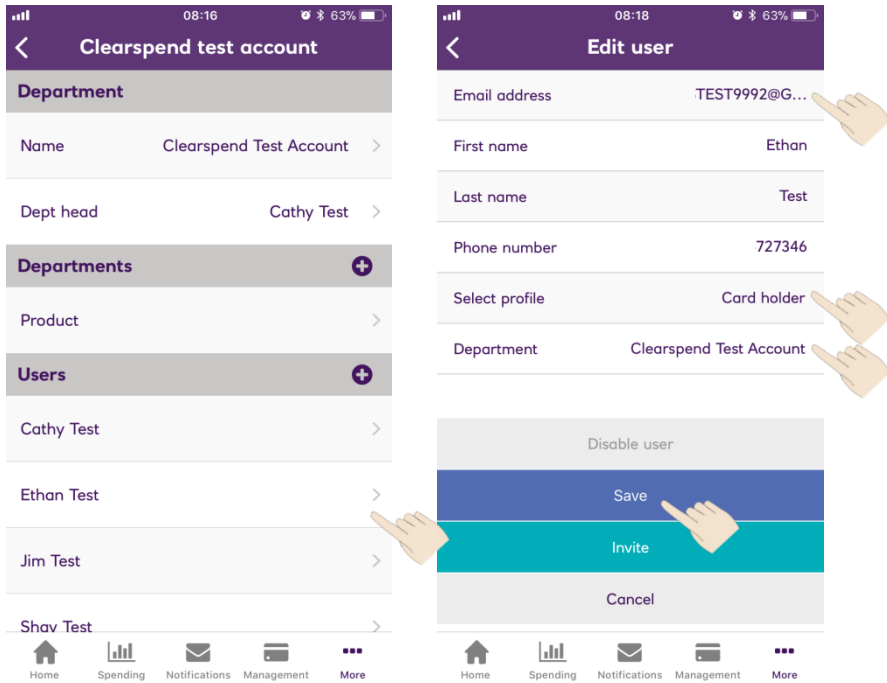 08:16
63%
Clearspend test account
Department
Name Clearspend Test Account
Dept head Cathy Test
Departments
Product
Users
Cathy Test
Ethan Test
Jim Test
Shay Test
Home Spending Notifications Management More
08:18
63%
Edit user
Email address TEST9992@G...
First name Ethan
Last name Test
Phone number 727346
Select profile Card holder
Department Clearspend Test Account
Disable user
Save
Invite
Cancel
Home Spending Notifications Management More